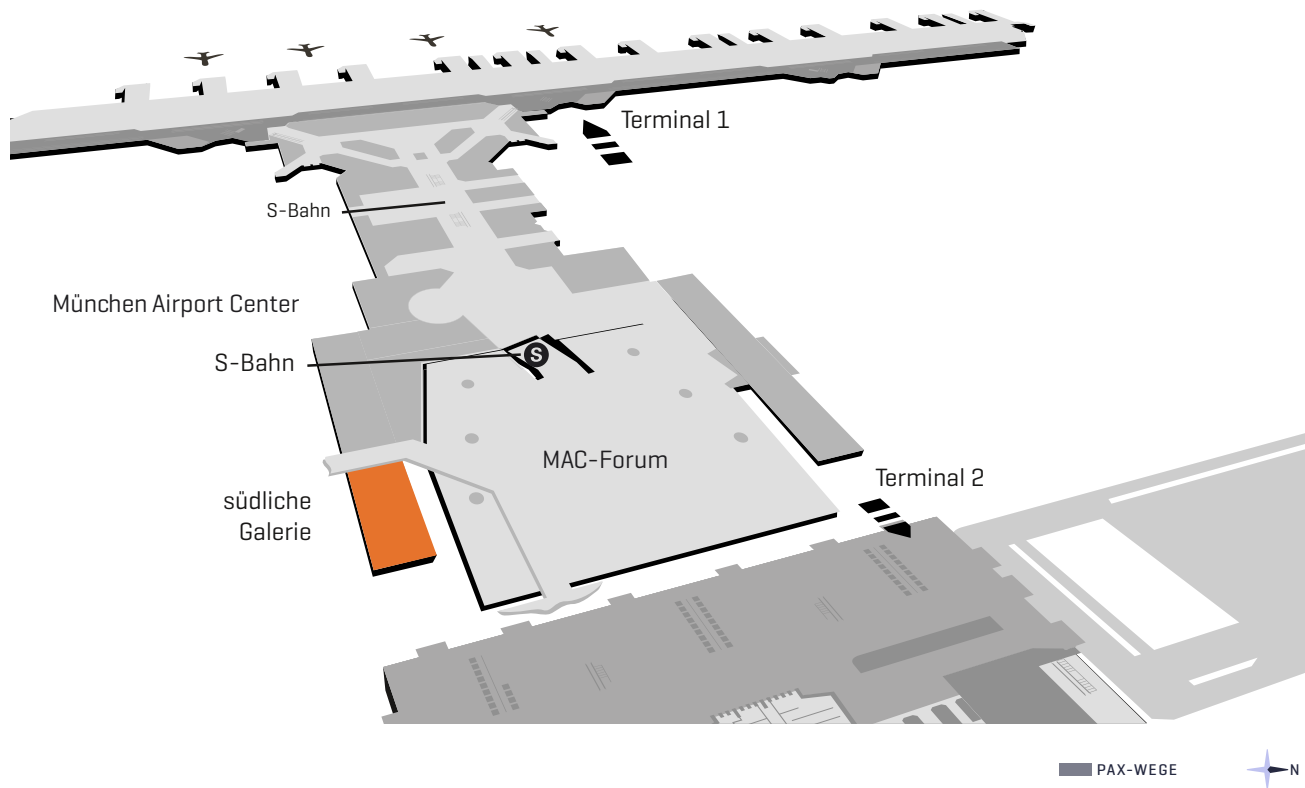 Terminal 1
S-Bahn
München Airport Center
S-Bahn
S
MAC-Forum
Terminal 2
südliche
Galerie
PAX-WEGE
N